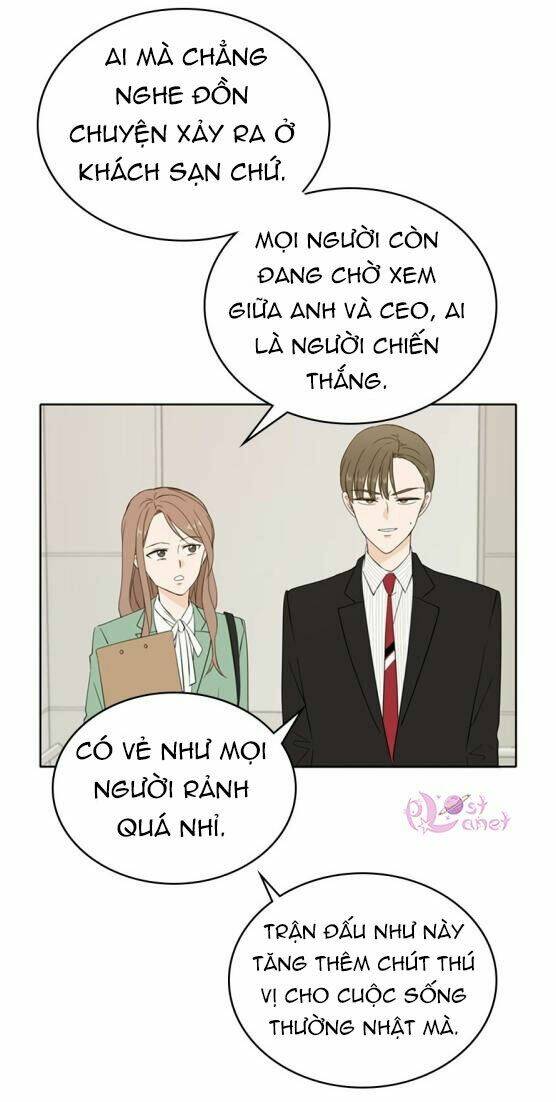 AI MÀ CHẲNG
NGHE ĐỒN
CHUYỆN XẢY RA Ở
KHÁCH SẠN CHỨ.
MỌI NGƯỜI CÒN
ĐANG CHỜ XEM
GIỮA ANH VÀ CEO, AI
LÀ NGƯỜI CHIẾN
THẮNG.
CÓ VẺ NHƯ MỌI
NGƯỜI RẢNH
QUÁ NHỈ.
Lost
Planet
TRẬN ĐẤU NHƯ NÀY
TĂNG THÊM CHÚT THÚ
VỊ CHO CUỘC SỐNG
THƯỜNG NHẬT MÀ.